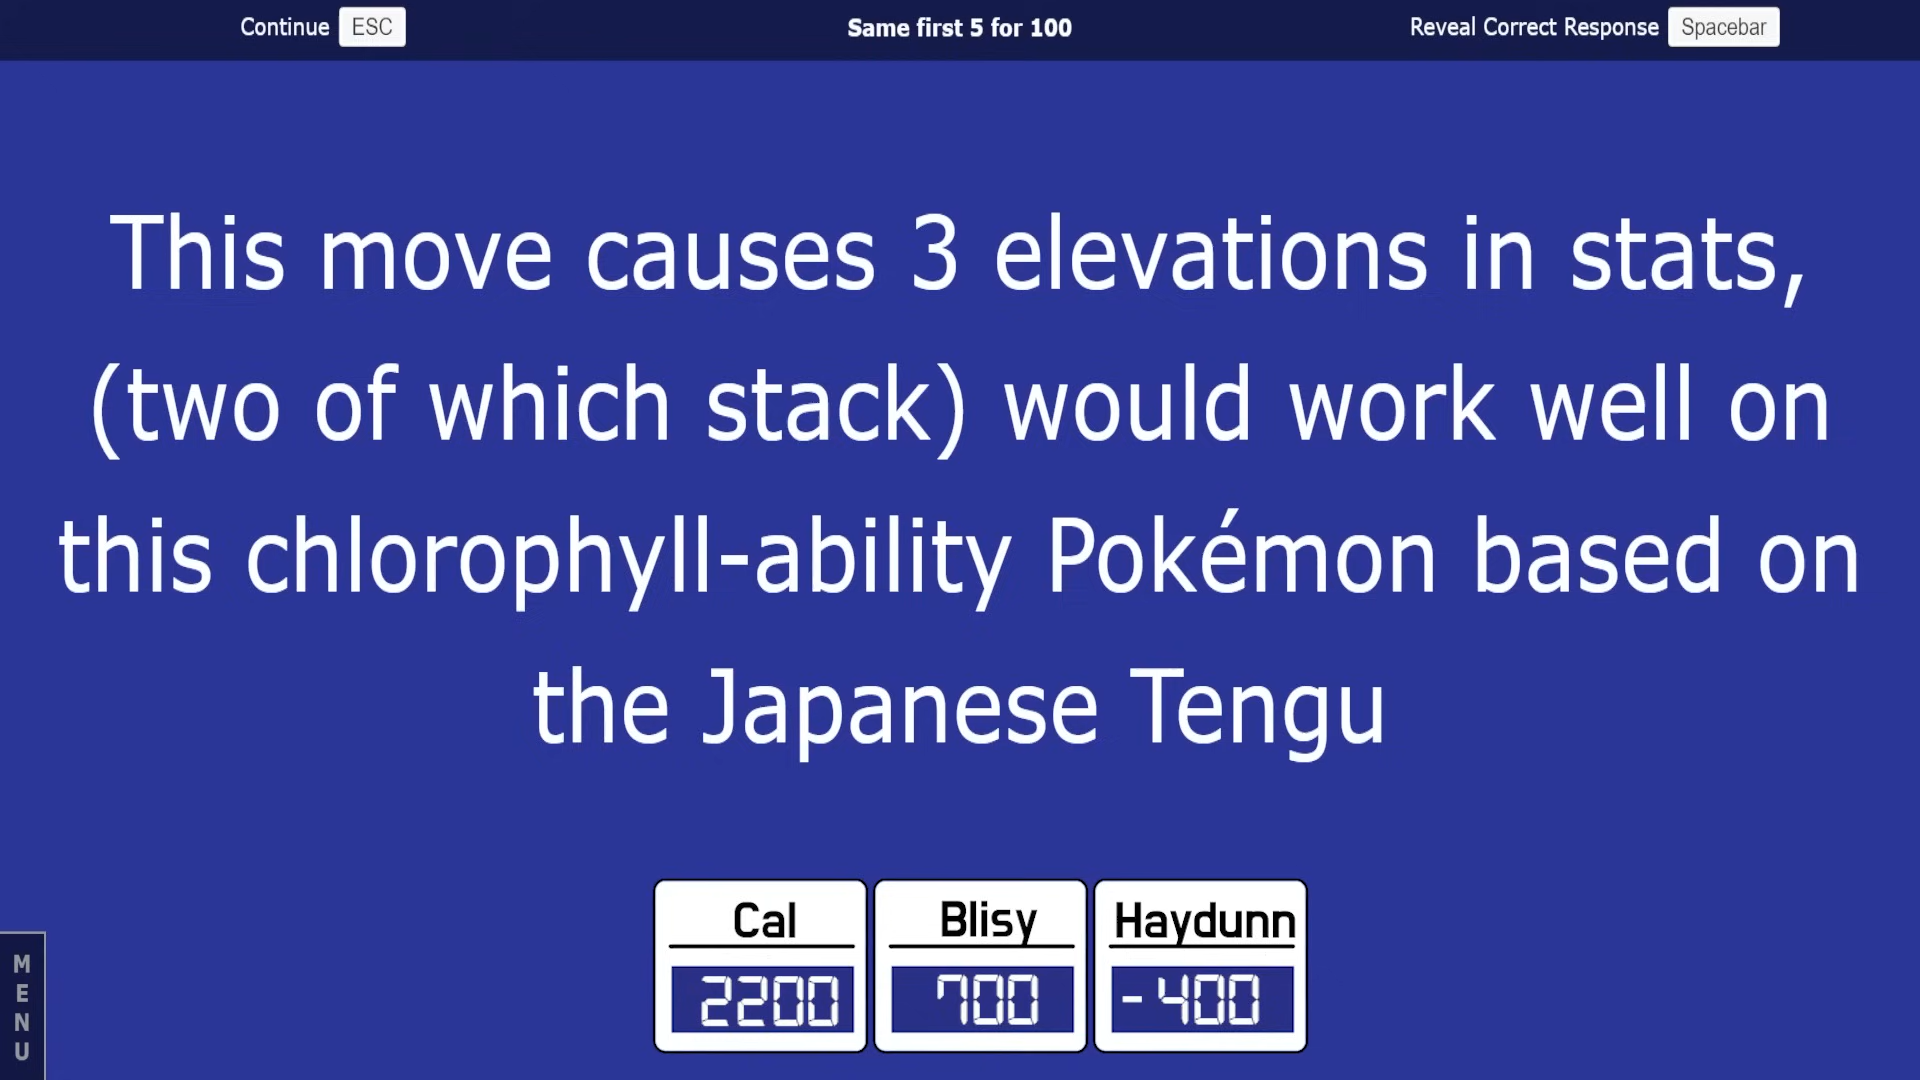 Continue ESC Same first 5 for 100 Reveal Correct Response Spacebar
This move causes 3 elevations in stats,
(two of which stack) would work well on
this chlorophyll-ability Pokémon based on
the Japanese Tengu
Cal Blisy Haydunn
2200 700 -400
MENU